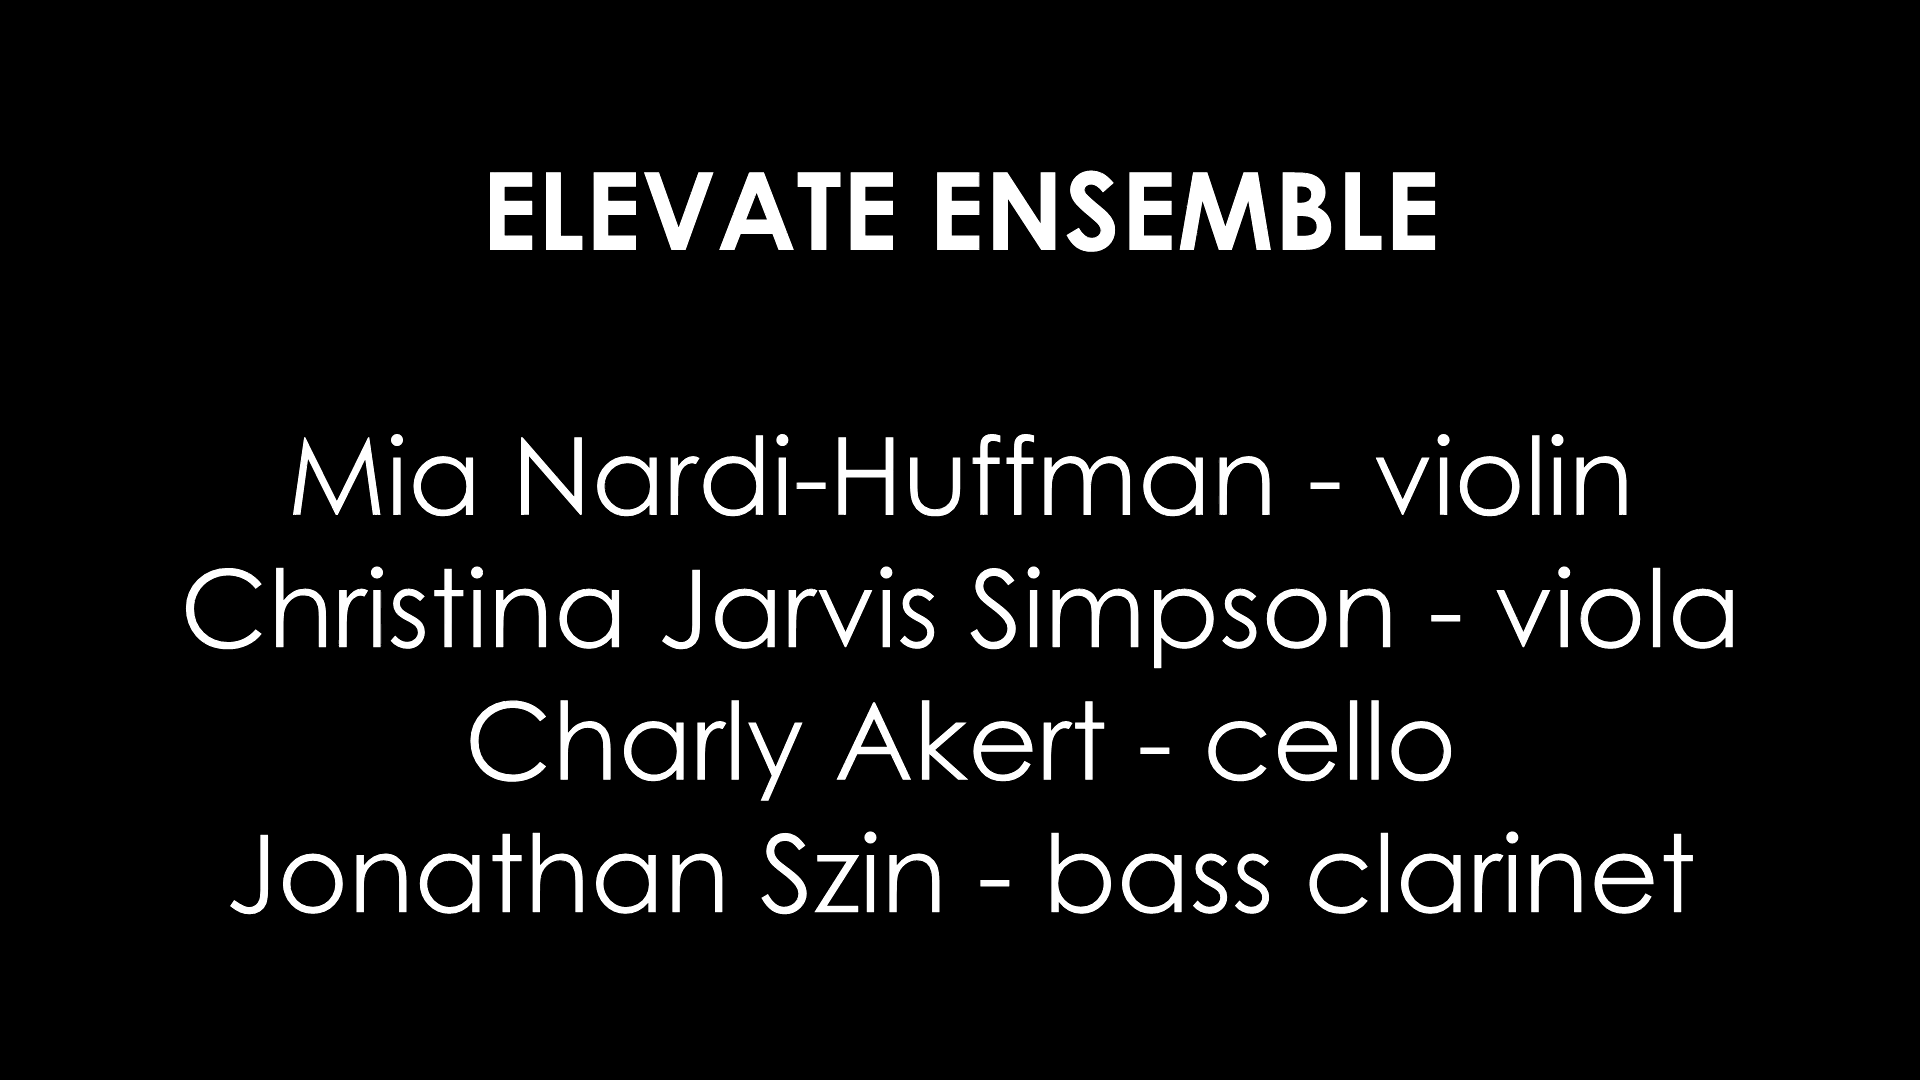 ELEVATE ENSEMBLE
Mia Nardi-Huffman - violin
Christina Jarvis Simpson - viola
Charly Akert - cello
Jonathan Szin - bass clarinet